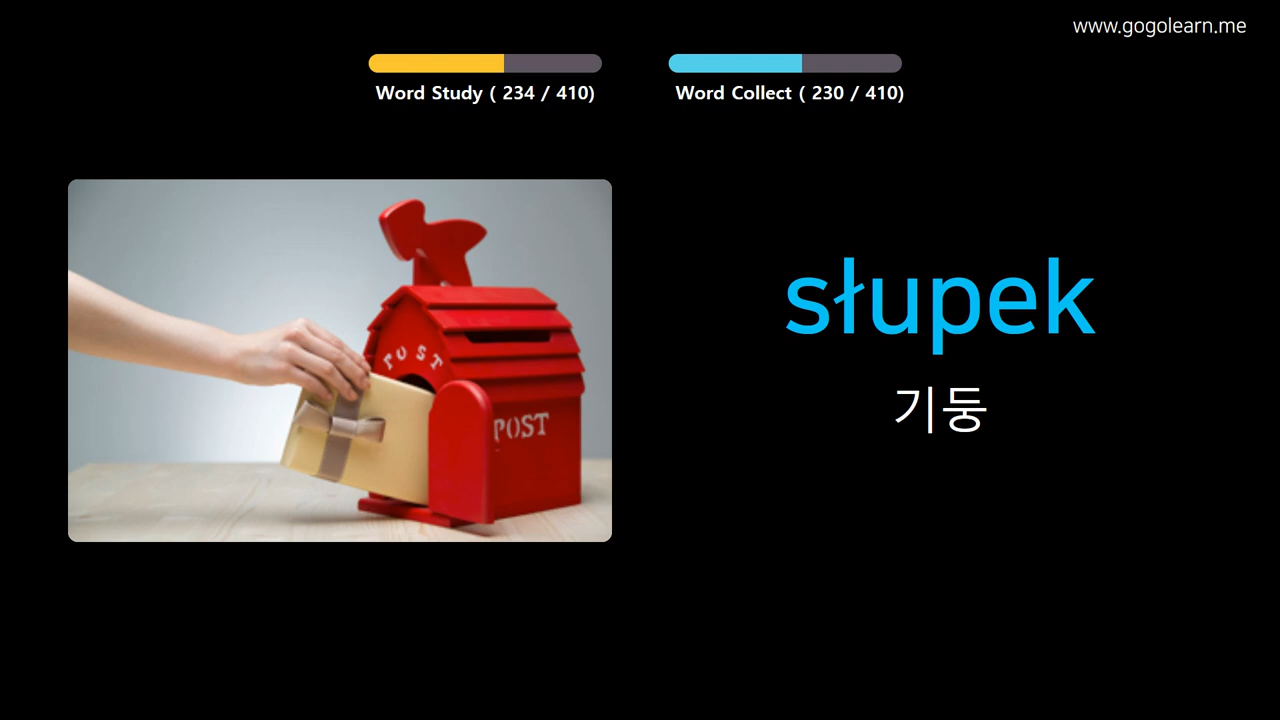 www.gogolearn.me
Word Study ( 234 / 410)
Word Collect ( 230 / 410)
POST
POST
słupek
기둥